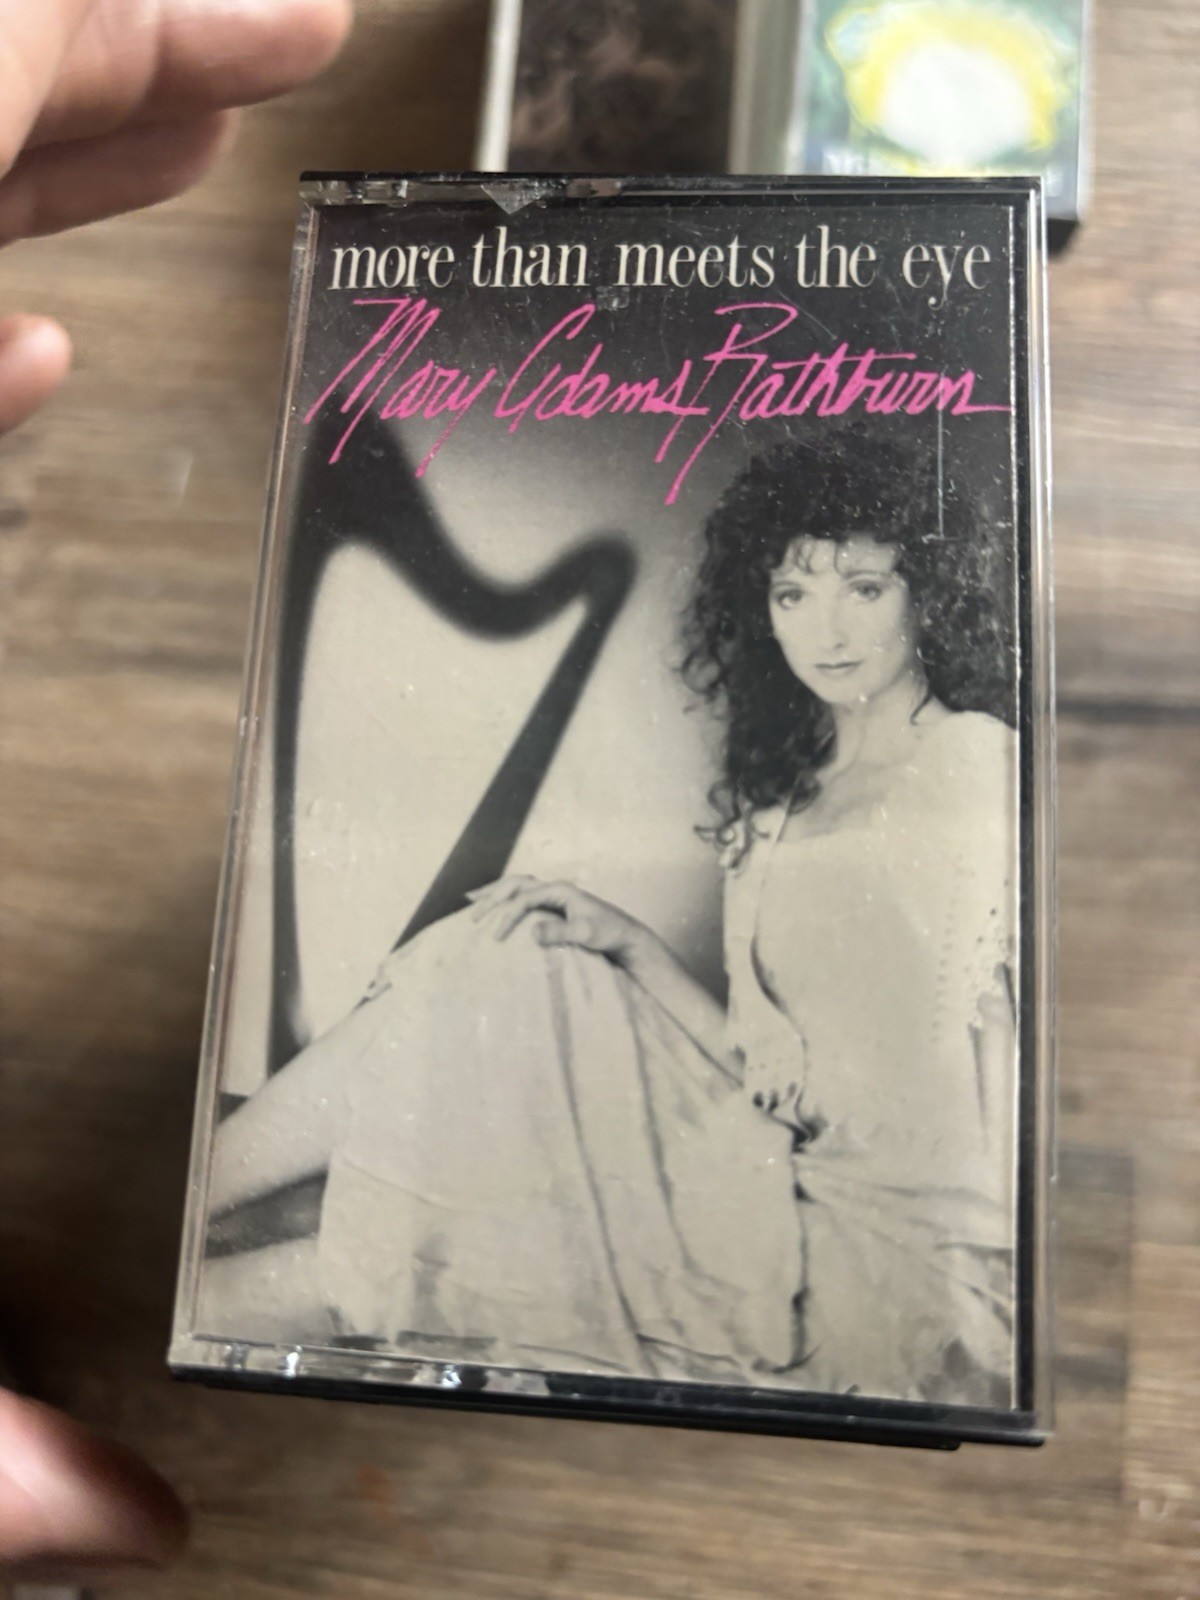 more than meets the eye
Mary Adams Rathburn